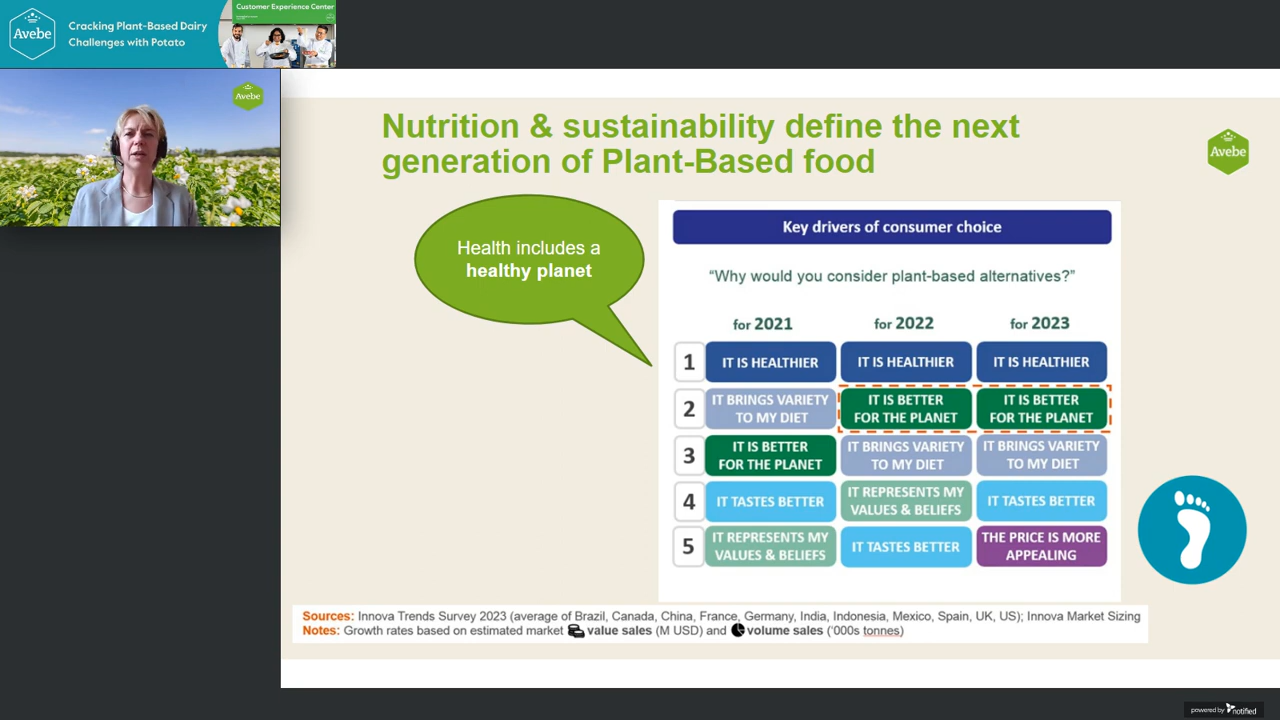 Avebe
Cracking Plant-Based Dairy
Challenges with Potato
Customer Experience Center
Avebe
Nutrition & sustainability define the next
generation of Plant-Based food
Avebe
Health includes a
healthy planet
Key drivers of consumer choice
“Why would you consider plant-based alternatives?”
for 2021 for 2022 for 2023
1 IT IS HEALTHIER IT IS HEALTHIER IT IS HEALTHIER
2 IT BRINGS VARIETY IT IS BETTER IT IS BETTER
TO MY DIET FOR THE PLANET FOR THE PLANET
3 IT IS BETTER IT BRINGS VARIETY IT BRINGS VARIETY
FOR THE PLANET TO MY DIET TO MY DIET
4 IT TASTES BETTER IT REPRESENTS MY IT TASTES BETTER
VALUES & BELIEFS
5 IT REPRESENTS MY IT TASTES BETTER THE PRICE IS MORE
VALUES & BELIEFS APPEALING
Sources: Innova Trends Survey 2023 (average of Brazil, Canada, China, France, Germany, India, Indonesia, Mexico, Spain, UK, US); Innova Market Sizing
Notes: Growth rates based on estimated market value sales (M USD) and volume sales (‘000s tonnes)
powered by notified